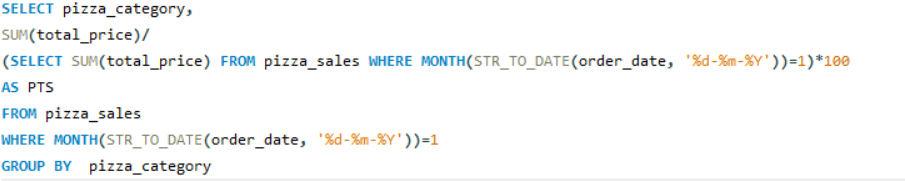 SELECT pizza_category,
SUM(total_price)/
(SELECT SUM(total_price) FROM pizza_sales WHERE MONTH(STR_TO_DATE(order_date, '%d-%m-%Y'))=1)*100
AS PTS
FROM pizza_sales
WHERE MONTH(STR_TO_DATE(order_date, '%d-%m-%Y'))=1
GROUP BY  pizza_category